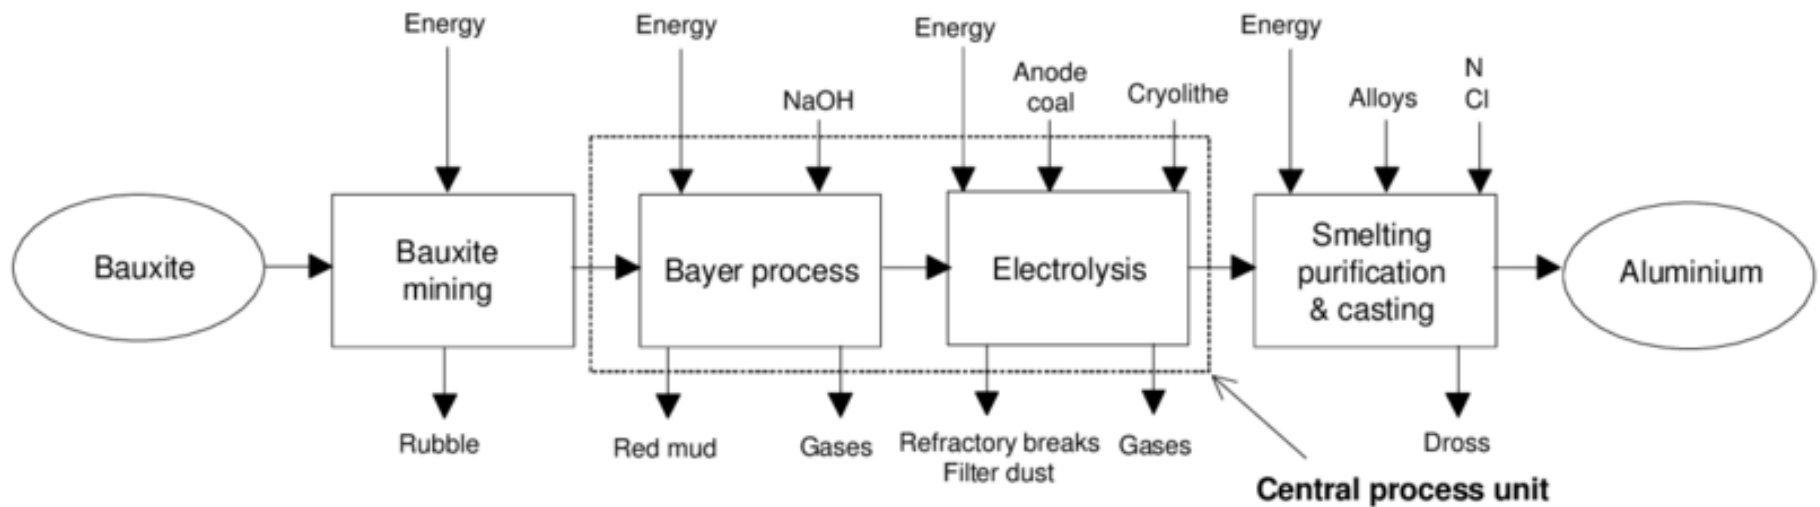 Energy
Energy
Energy
Energy
NaOH
Anode
coal
Cryolithe
Alloys
N
Cl
Bauxite
Bauxite
mining
Bayer process
Electrolysis
Smelting
purification
& casting
Aluminium
Rubble
Red mud
Gases
Refractory breaks
Filter dust
Gases
Dross
Central process unit